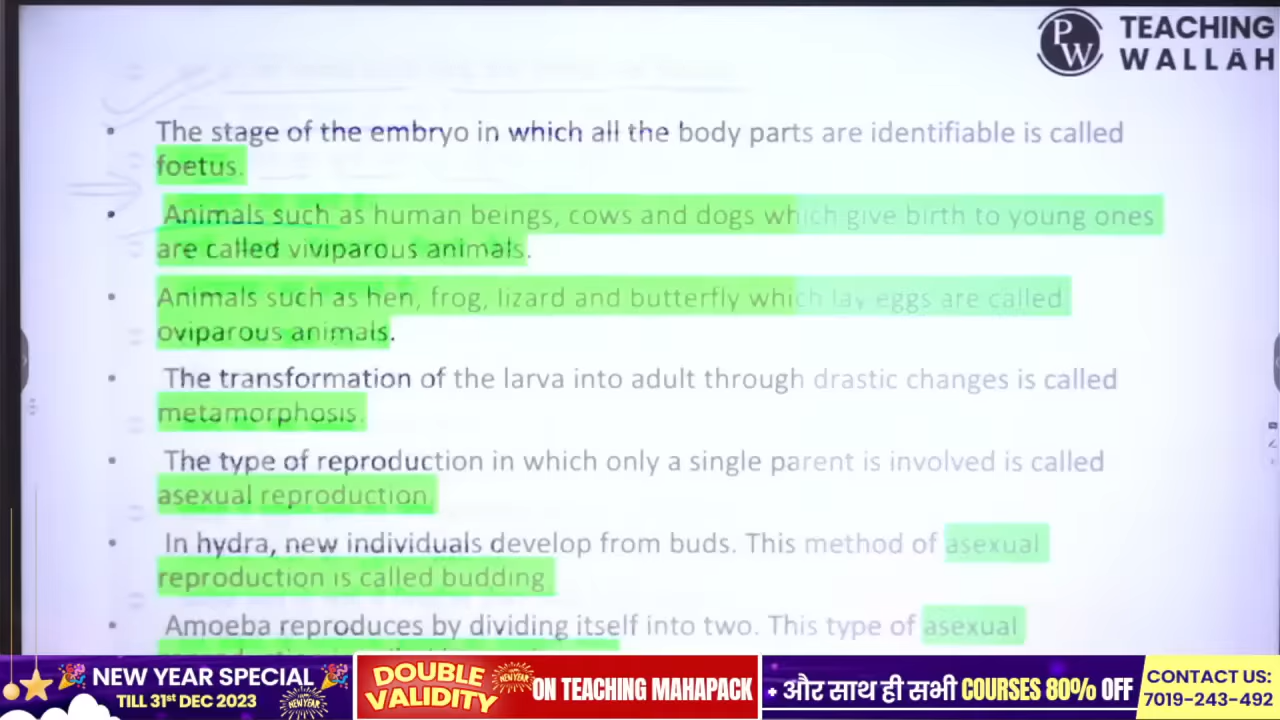 PW TEACHING
WALLAH
• The stage of the embryo in which all the body parts are identifiable is called
foetus.
• Animals such as human beings, cows and dogs which give birth to young ones
are called viviparous animals.
• Animals such as hen, frog, lizard and butterfly which lay eggs are called
oviparous animals.
• The transformation of the larva into adult through drastic changes is called
metamorphosis.
• The type of reproduction in which only a single parent is involved is called
asexual reproduction.
• In hydra, new individuals develop from buds. This method of asexual
reproduction is called budding.
• Amoeba reproduces by dividing itself into two. This type of asexual
NEW YEAR SPECIAL
TILL 31st DEC 2023
DOUBLE
VALIDITY
ON TEACHING MAHAPACK
+ और साथ ही सभी COURSES 80% OFF
CONTACT US:
7019-243-492